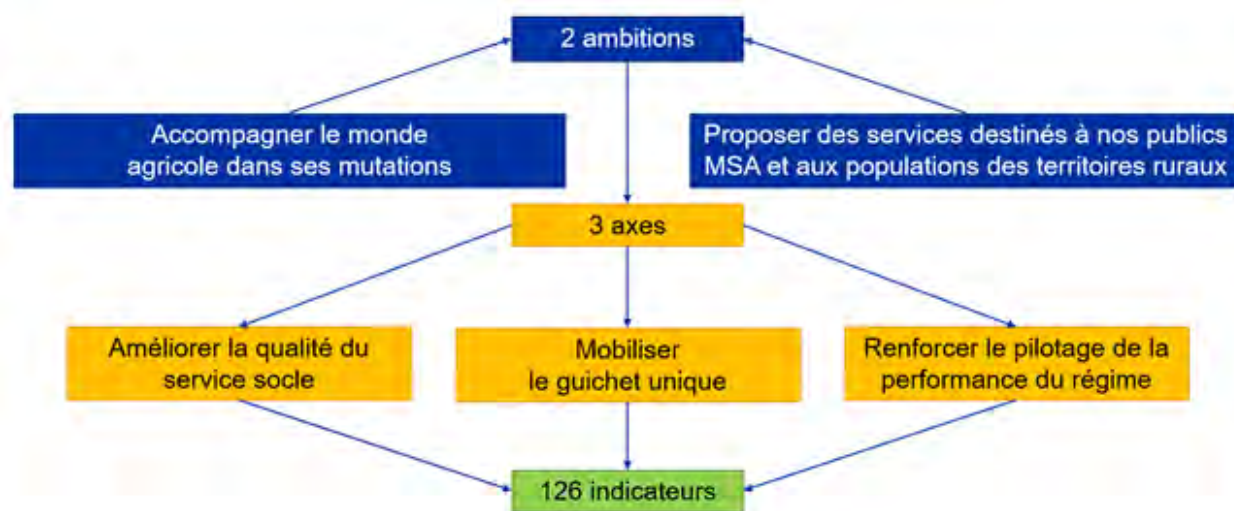 2 ambitions
Accompagner le monde
agricole dans ses mutations
Proposer des services destinés à nos publics
MSA et aux populations des territoires ruraux
3 axes
Améliorer la qualité du
service socle
Mobiliser
le guichet unique
Renforcer le pilotage de la
performance du régime
126 indicateurs